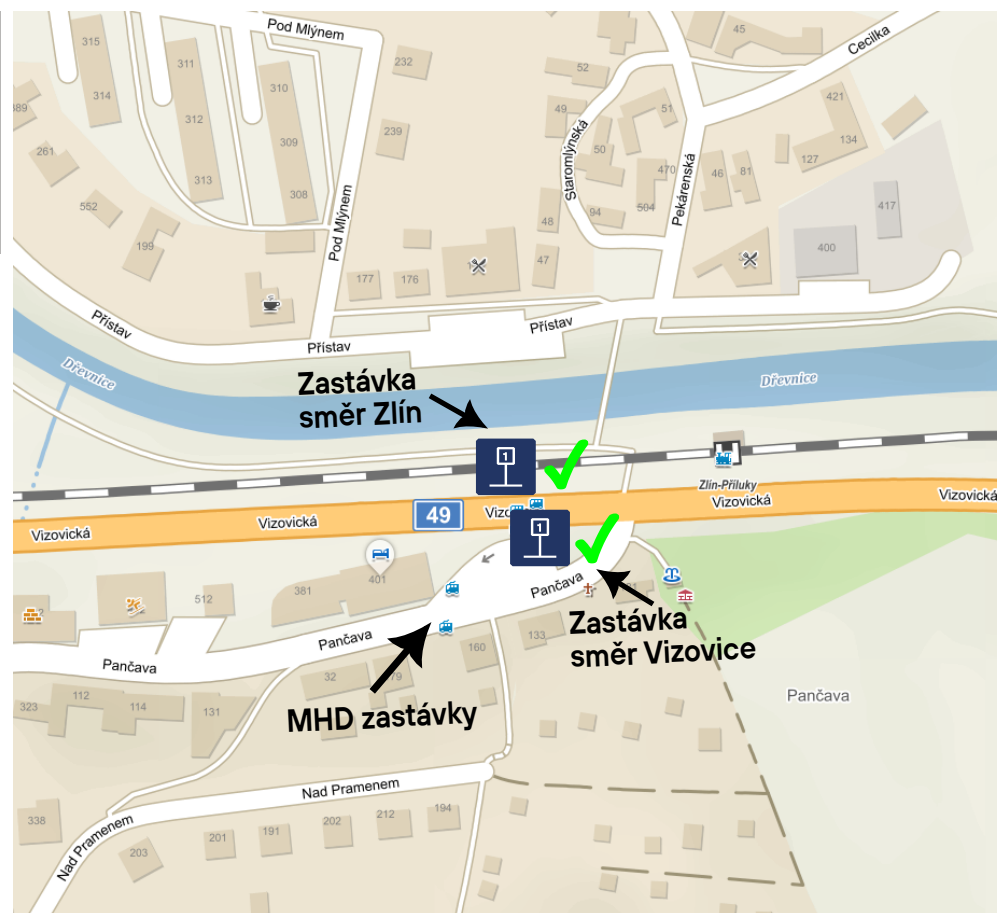 Pod Mlýnem
45
315
Cecilka
311
232
52
314
310
421
389
312
49
51
Staromlýnská
309
239
50
134
261
Pod Mlýnem
127
313
470
46
81
308
Pekárenská
552
94
504
417
199
48
400
47
177
176
Přístav
Přístav
Přístav
Dřevnice
Dřevnice
Zastávka
směr Zlín
1
Zlín-Příluky
Vizovická
Vizovická
49
Vizovická
Vizovická
1
401
381
512
Pančava
Zastávka
směr Vizovice
Pančava
133
Pančava
160
32
112
114
131
323
MHD zastávky
Pančava
Nad Pramenem
338
Nad Pramenem
194
212
202
191
201
203